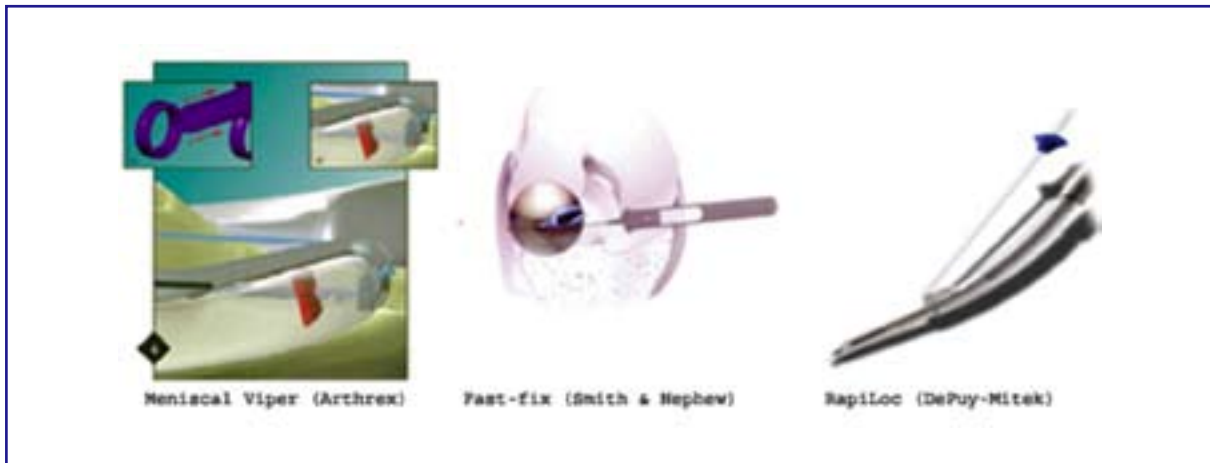 Meniscal Viper (Arthrex)
Fast-fix (Smith & Nephew)
RapiLoc (DePuy-Mitek)